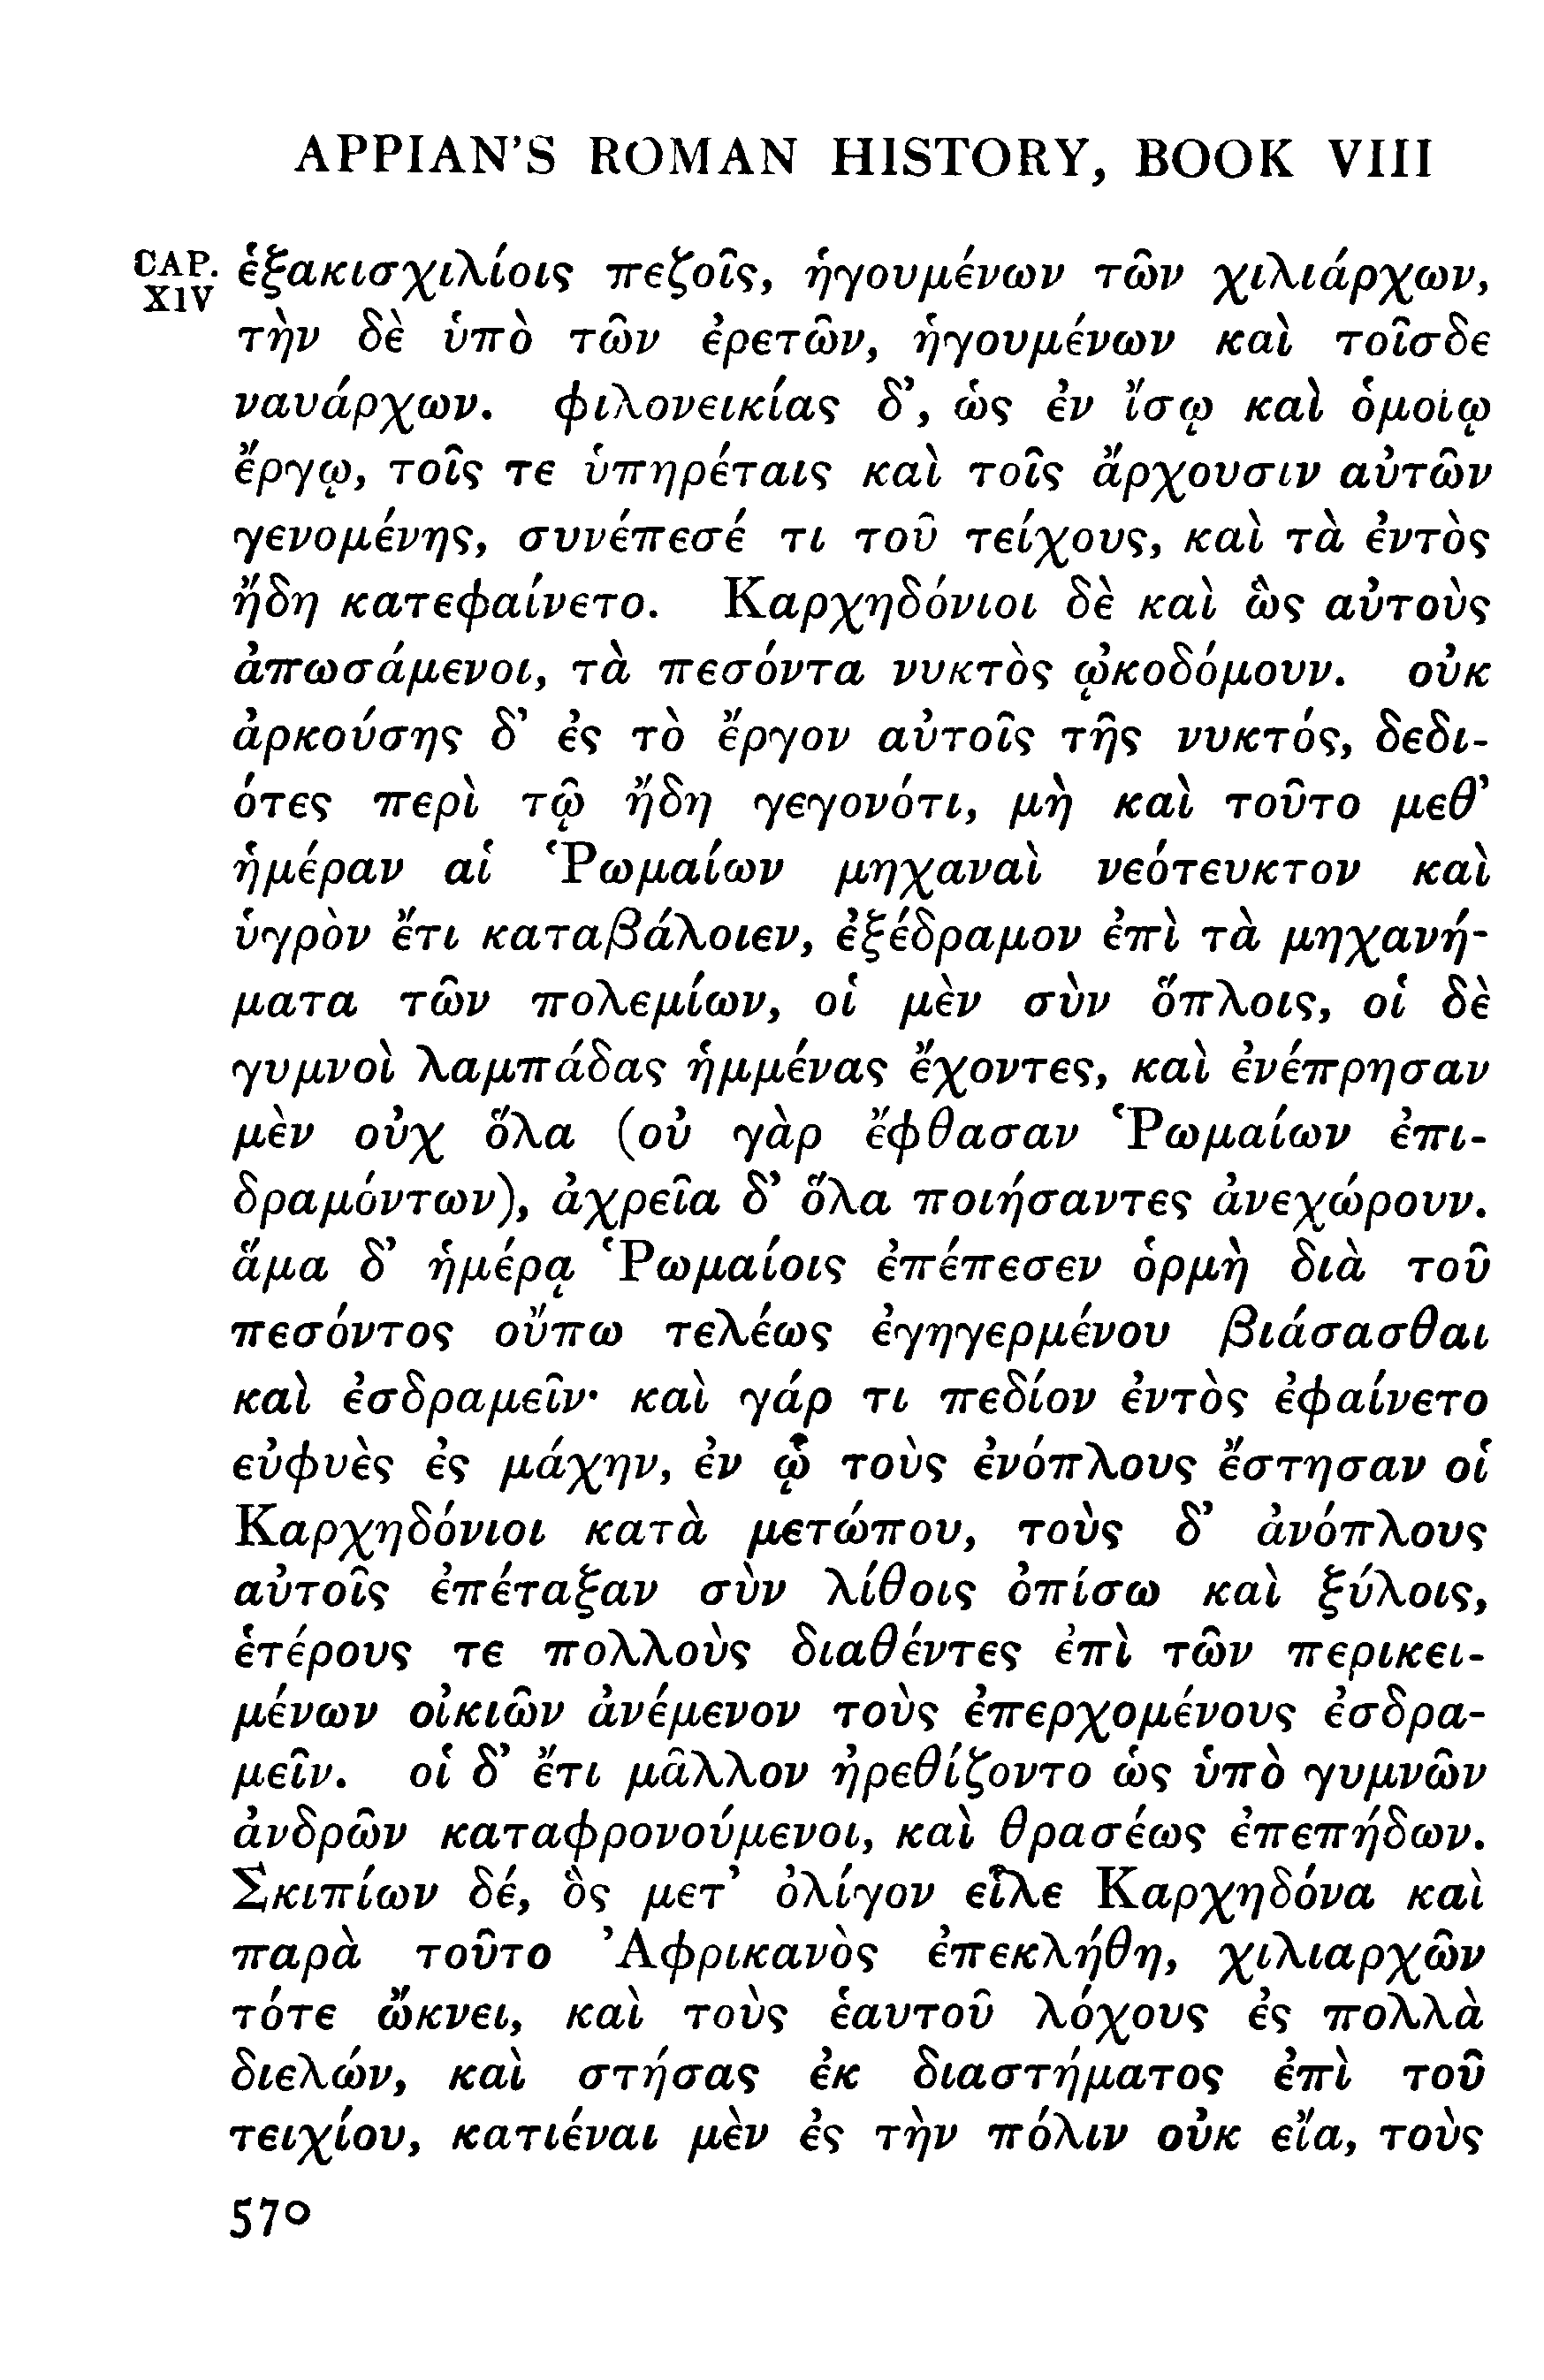 APPIAN'S ROMAN HISTORY, BOOK VIII
CAP. XIV ἑξακισχιλίοις πεζοῖς, ἡγουμένων τῶν χιλιάρχων,
τὴν δὲ ὑπὸ τῶν ἐρετῶν, ἡγουμένων καὶ τοῖσδε
ναυάρχων. φιλονεικίας δ', ὡς ἐν ἴσῳ καὶ ὁμοίῳ
ἔργῳ, τοῖς τε ὑπηρέταις καὶ τοῖς ἄρχουσιν αὐτῶν
γενομένης, συνέπεσέ τι τοῦ τείχους, καὶ τὰ ἐντὸς
ἤδη κατεφαίνετο. Καρχηδόνιοι δὲ καὶ ὣς αὐτοὺς
ἀπωσάμενοι, τὰ πεσόντα νυκτὸς ᾠκοδόμουν. οὐκ
ἀρκούσης δ' ἐς τὸ ἔργον αὐτοῖς τῆς νυκτός, δεδι-
ότες περὶ τῷ ἤδη γεγονότι, μὴ καὶ τοῦτο μεθ'
ἡμέραν αἱ Ῥωμαίων μηχαναὶ νεότευκτον καὶ
ὑγρὸν ἔτι καταβάλοιεν, ἐξέδραμον ἐπὶ τὰ μηχανή-
ματα τῶν πολεμίων, οἱ μὲν σὺν ὅπλοις, οἱ δὲ
γυμνοὶ λαμπάδας ἡμμένας ἔχοντες, καὶ ἐνέπρησαν
μὲν οὐχ ὅλα (οὐ γὰρ ἔφθασαν Ῥωμαίων ἐπι-
δραμόντων), ἀχρεῖα δ' ὅλα ποιήσαντες ἀνεχώρουν.
ἅμα δ' ἡμέρᾳ Ῥωμαίοις ἐπέπεσεν ὁρμὴ διὰ τοῦ
πεσόντος οὔπω τελέως ἐγηγερμένου βιάσασθαι
καὶ ἐσδραμεῖν· καὶ γάρ τι πεδίον ἐντὸς ἐφαίνετο
εὐφυὲς ἐς μάχην, ἐν ᾧ τοὺς ἐνόπλους ἔστησαν οἱ
Καρχηδόνιοι κατὰ μετώπου, τοὺς δ' ἀνόπλους
αὐτοῖς ἐπέταξαν σὺν λίθοις ὀπίσω καὶ ξύλοις,
ἑτέρους τε πολλοὺς διαθέντες ἐπὶ τῶν περικει-
μένων οἰκιῶν ἀνέμενον τοὺς ἐπερχομένους ἐσδρα-
μεῖν. οἱ δ' ἔτι μᾶλλον ἠρεθίζοντο ὡς ὑπὸ γυμνῶν
ἀνδρῶν καταφρονούμενοι, καὶ θρασέως ἐπεπήδων.
Σκιπίων δέ, ὃς μετ' ὀλίγον εἷλε Καρχηδόνα καὶ
παρὰ τοῦτο Ἀφρικανὸς ἐπεκλήθη, χιλιαρχῶν
τότε ὤκνει, καὶ τοὺς ἑαυτοῦ λόχους ἐς πολλὰ
διελών, καὶ στήσας ἐκ διαστήματος ἐπὶ τοῦ
τειχίου, κατιέναι μὲν ἐς τὴν πόλιν οὐκ εἴα, τοὺς
570